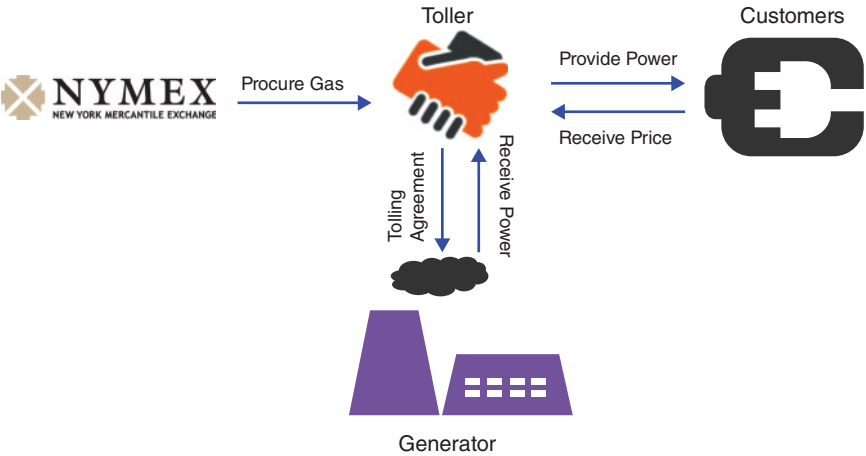 Toller
Customers
NYMEX
NEW YORK MERCANTILE EXCHANGE
Procure Gas
Provide Power
Receive Price
Tolling
Agreement
Receive Power
Generator